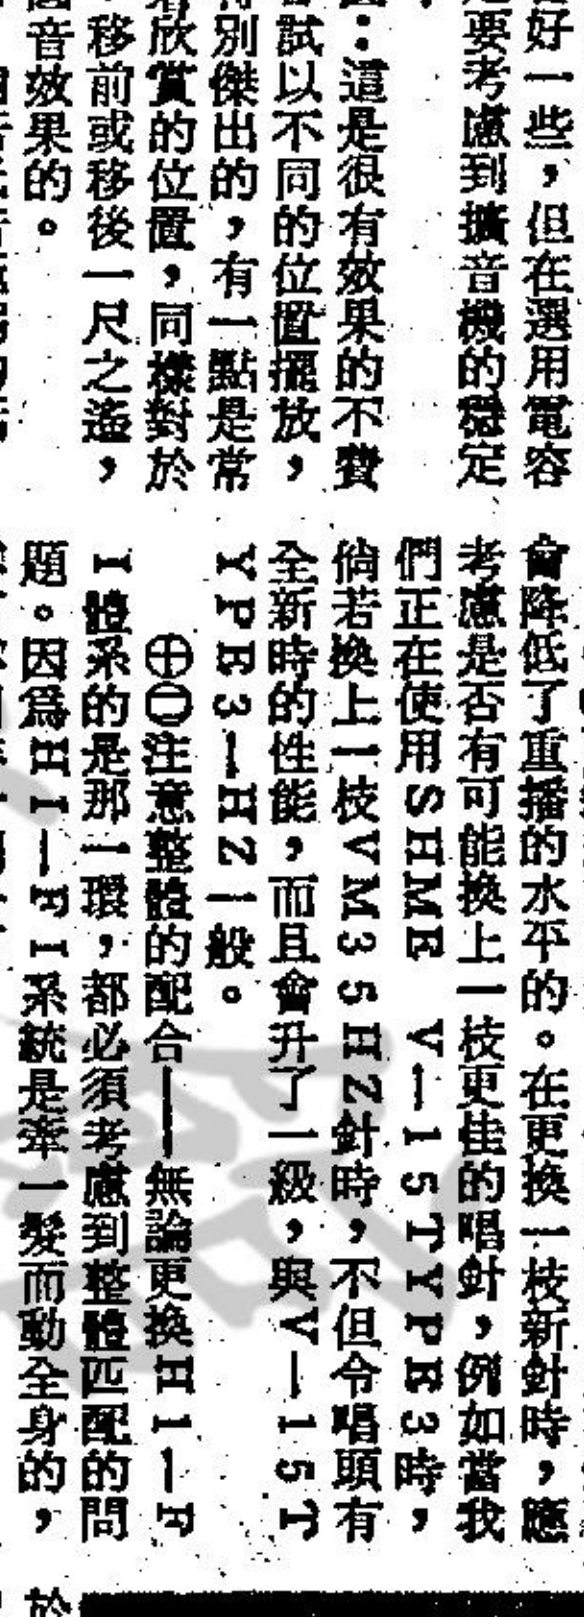 好一些，但在選用電容
要考慮到擴音機的穩定
：這是很有效果的不費
試以不同的位置擺放，
別傑出的，有一點是常
欣賞的位置，同樣對於
移前或移後一尺之遙，
音效果的。
會降低了重播的水平的。在更換一枝新針時，應
考慮是否有可能換上一枝更佳的唱針，例如當我
們正在使用SHME V—15TYPE3時，
倘若換上一枝VM35HZ針時，不但令唱頭有
全新時的性能，而且會升了一級，與V—15T
YPE3—HZ一般。
㊉㊁注意整體的配合——無論更換HI—F
I體系的是那一環，都必須考慮到整體匹配的問
題。因爲HI—FI系統是牽一髮而動全身的，
於